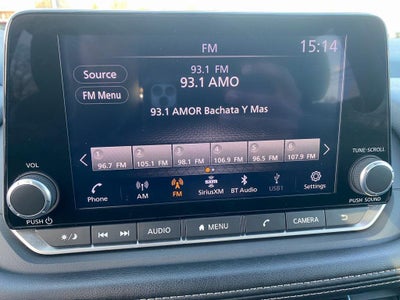 FM
15:14
Source
93.1 FM
93.1 AMO
FM Menu
93.1 AMOR Bachata Y Mas
1 2 3 4 5 6
96.7 FM 105.1 FM 98.1 FM 106.9 FM 96.5 FM 107.9 FM
VOL
TUNE·SCROLL
Phone AM FM SiriusXM BT Audio USB1 Settings
PUSH
PUSH SOUND
AUDIO MENU CAMERA